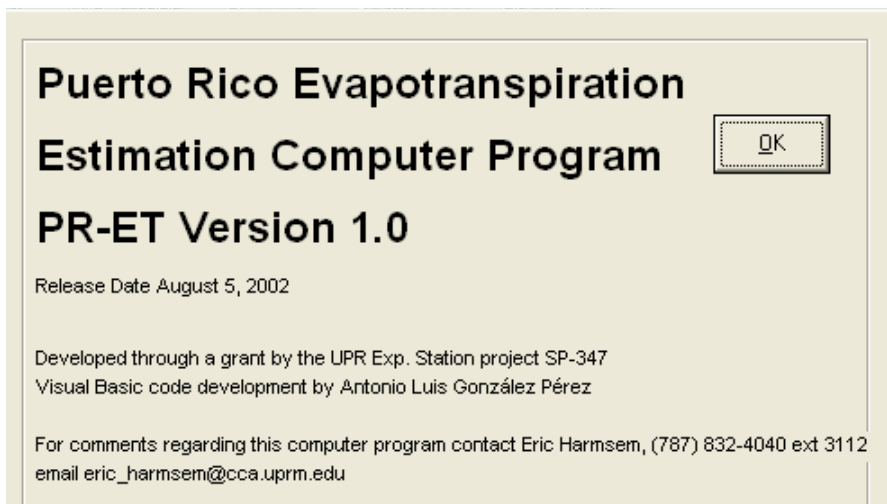 Puerto Rico Evapotranspiration
Estimation Computer Program
OK
PR-ET Version 1.0
Release Date August 5, 2002
Developed through a grant by the UPR Exp. Station project SP-347
Visual Basic code development by Antonio Luis González Pérez
For comments regarding this computer program contact Eric Harmsem, (787) 832-4040 ext 3112
email eric_harmsem@cca.uprm.edu